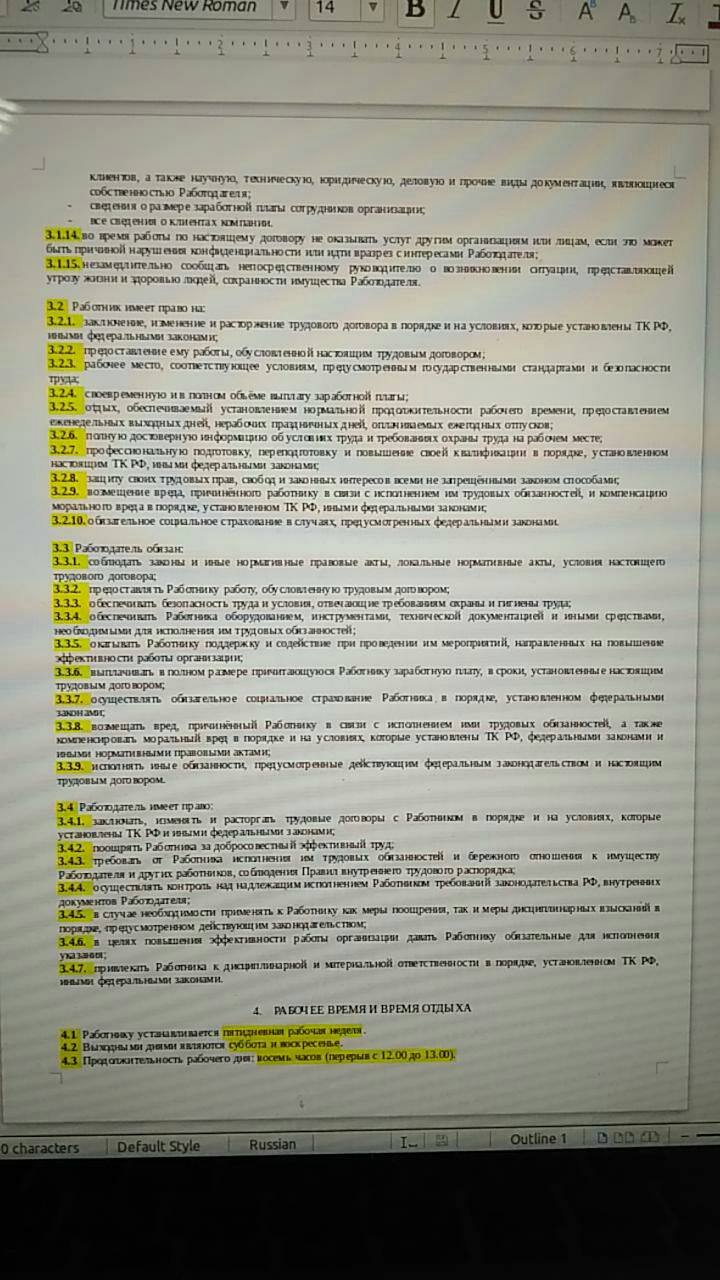 Times New Roman 14 B I U S
1 2 3 4 5 6 7
клиентов, а также научную, техническую, юридическую, деловую и прочие виды документации, являющиеся
собственностью Работодателя;
- сведения о размере заработной платы сотрудников организации;
- все сведения о клиентах компании.
3.1.14. во время работы по настоящему договору не оказывать услуг другим организациям или лицам, если это может
быть причиной нарушения конфиденциальности или идти вразрез с интересами Работодателя;
3.1.15. незамедлительно сообщать непосредственному руководителю о возникновении ситуации, представляющей
угрозу жизни и здоровью людей, сохранности имущества Работодателя.
3.2 Работник имеет право на:
3.2.1. заключение, изменение и расторжение трудового договора в порядке и на условиях, которые установлены ТК РФ,
иными федеральными законами;
3.2.2. предоставление ему работы, обусловленной настоящим трудовым договором;
3.2.3. рабочее место, соответствующее условиям, предусмотренным государственными стандартами и безопасности
труда;
3.2.4. своевременную и в полном объёме выплату заработной платы;
3.2.5. отдых, обеспечиваемый установлением нормальной продолжительности рабочего времени, предоставлением
еженедельных выходных дней, нерабочих праздничных дней, оплачиваемых ежегодных отпусков;
3.2.6. полную достоверную информацию об условиях труда и требованиях охраны труда на рабочем месте;
3.2.7. профессиональную подготовку, переподготовку и повышение своей квалификации в порядке, установленном
настоящим ТК РФ, иными федеральными законами;
3.2.8. защиту своих трудовых прав, свобод и законных интересов всеми не запрещёнными законом способами;
3.2.9. возмещение вреда, причинённого работнику в связи с исполнением им трудовых обязанностей, и компенсацию
морального вреда в порядке, установленном ТК РФ, иными федеральными законами;
3.2.10. обязательное социальное страхование в случаях, предусмотренных федеральными законами.
3.3 Работодатель обязан:
3.3.1. соблюдать законы и иные нормативные правовые акты, локальные нормативные акты, условия настоящего
трудового договора;
3.3.2. предоставлять Работнику работу, обусловленную трудовым договором;
3.3.3. обеспечивать безопасность труда и условия, отвечающие требованиям охраны и гигиены труда;
3.3.4. обеспечивать Работника оборудованием, инструментами, технической документацией и иными средствами,
необходимыми для исполнения им трудовых обязанностей;
3.3.5. оказывать Работнику поддержку и содействие при проведении им мероприятий, направленных на повышение
эффективности работы организации;
3.3.6. выплачивать в полном размере причитающуюся Работнику заработную плату, в сроки, установленные настоящим
трудовым договором;
3.3.7. осуществлять обязательное социальное страхование Работника в порядке, установленном федеральными
законами;
3.3.8. возмещать вред, причинённый Работнику в связи с исполнением ими трудовых обязанностей, а также
компенсировать моральный вред в порядке и на условиях, которые установлены ТК РФ, федеральными законами и
иными нормативными правовыми актами;
3.3.9. исполнять иные обязанности, предусмотренные действующим федеральным законодательством и настоящим
трудовым договором.
3.4 Работодатель имеет право:
3.4.1. заключать, изменять и расторгать трудовые договоры с Работником в порядке и на условиях, которые
установлены ТК РФ и иными федеральными законами;
3.4.2. поощрять Работника за добросовестный эффективный труд;
3.4.3. требовать от Работника исполнения им трудовых обязанностей и бережного отношения к имуществу
Работодателя и других работников, соблюдения Правил внутреннего трудового распорядка;
3.4.4. осуществлять контроль над надлежащим исполнением Работником требований законодательства РФ, внутренних
документов Работодателя;
3.4.5. в случае необходимости применять к Работнику как меры поощрения, так и меры дисциплинарных взысканий в
порядке, предусмотренном действующим законодательством;
3.4.6. в целях повышения эффективности работы организации давать Работнику обязательные для исполнения
указания;
3.4.7. привлекать Работника к дисциплинарной и материальной ответственности в порядке, установленном ТК РФ,
иными федеральными законами.
4. РАБОЧЕЕ ВРЕМЯ И ВРЕМЯ ОТДЫХА
4.1 Работнику устанавливается пятидневная рабочая неделя.
4.2 Выходными днями являются суббота и воскресенье.
4.3 Продолжительность рабочего дня: восемь часов (перерыв с 12.00 до 13.00).
0 characters Default Style Russian Outline 1